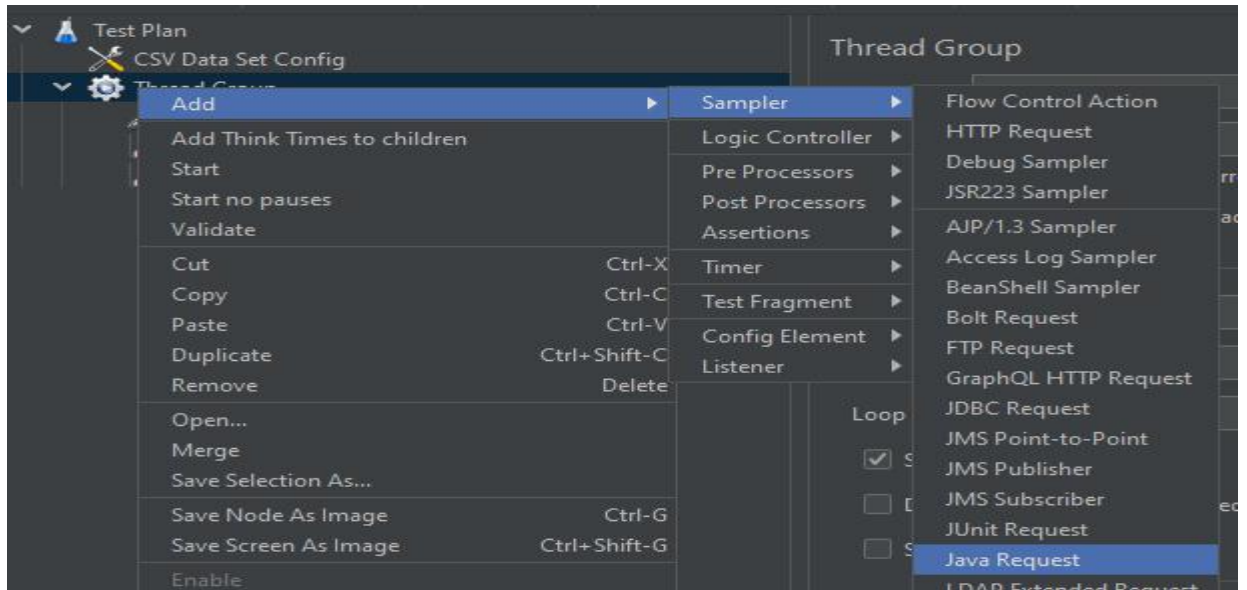 Test Plan
CSV Data Set Config
Thread Group
Thread Group
Add
Add Think Times to children
Start
Start no pauses
Validate
Cut Ctrl-X
Copy Ctrl-C
Paste Ctrl-V
Duplicate Ctrl+Shift-C
Remove Delete
Open...
Merge
Save Selection As...
Save Node As Image Ctrl-G
Save Screen As Image Ctrl+Shift-G
Enable
Sampler
Logic Controller
Pre Processors
Post Processors
Assertions
Timer
Test Fragment
Config Element
Listener
Flow Control Action
HTTP Request
Debug Sampler
JSR223 Sampler
AJP/1.3 Sampler
Access Log Sampler
BeanShell Sampler
Bolt Request
FTP Request
GraphQL HTTP Request
JDBC Request
JMS Point-to-Point
JMS Publisher
JMS Subscriber
JUnit Request
Java Request
LDAP Extended Request
Loop